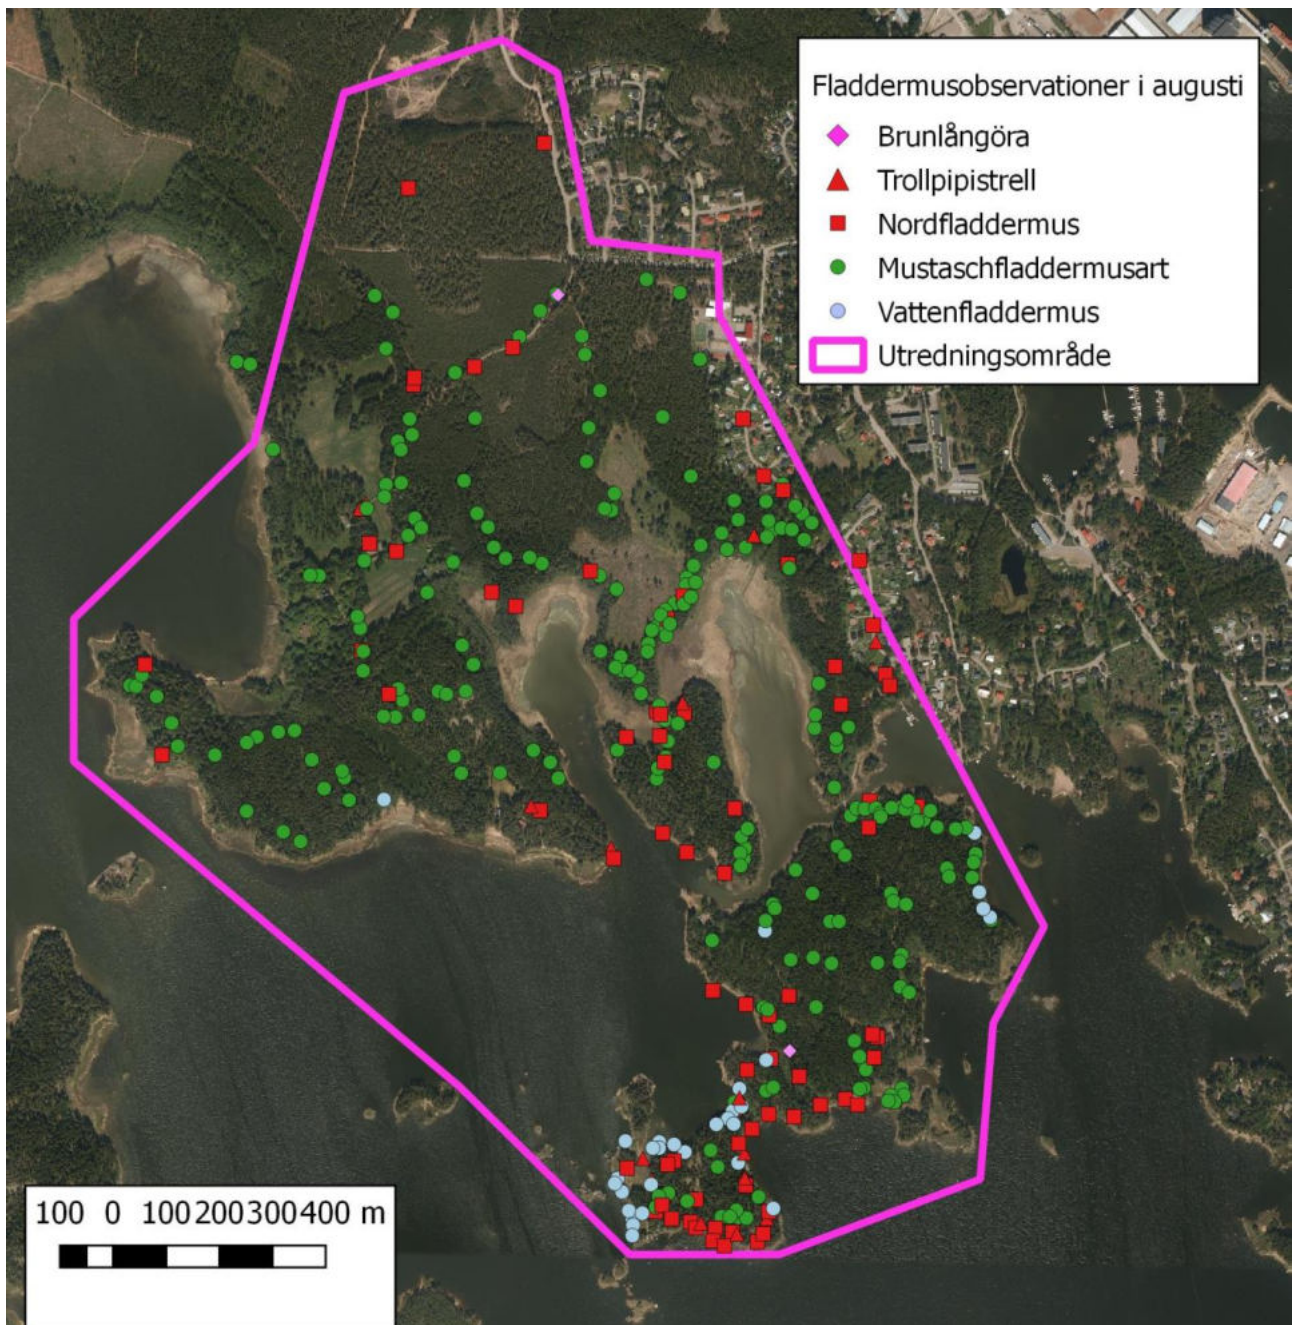 Fladdermusobservationer i augusti
Brunlångöra
Trollpipistrell
Nordfladdermus
Mustaschfladdermusart
Vattenfladdermus
Utredningsområde
100 0 100 200 300 400 m